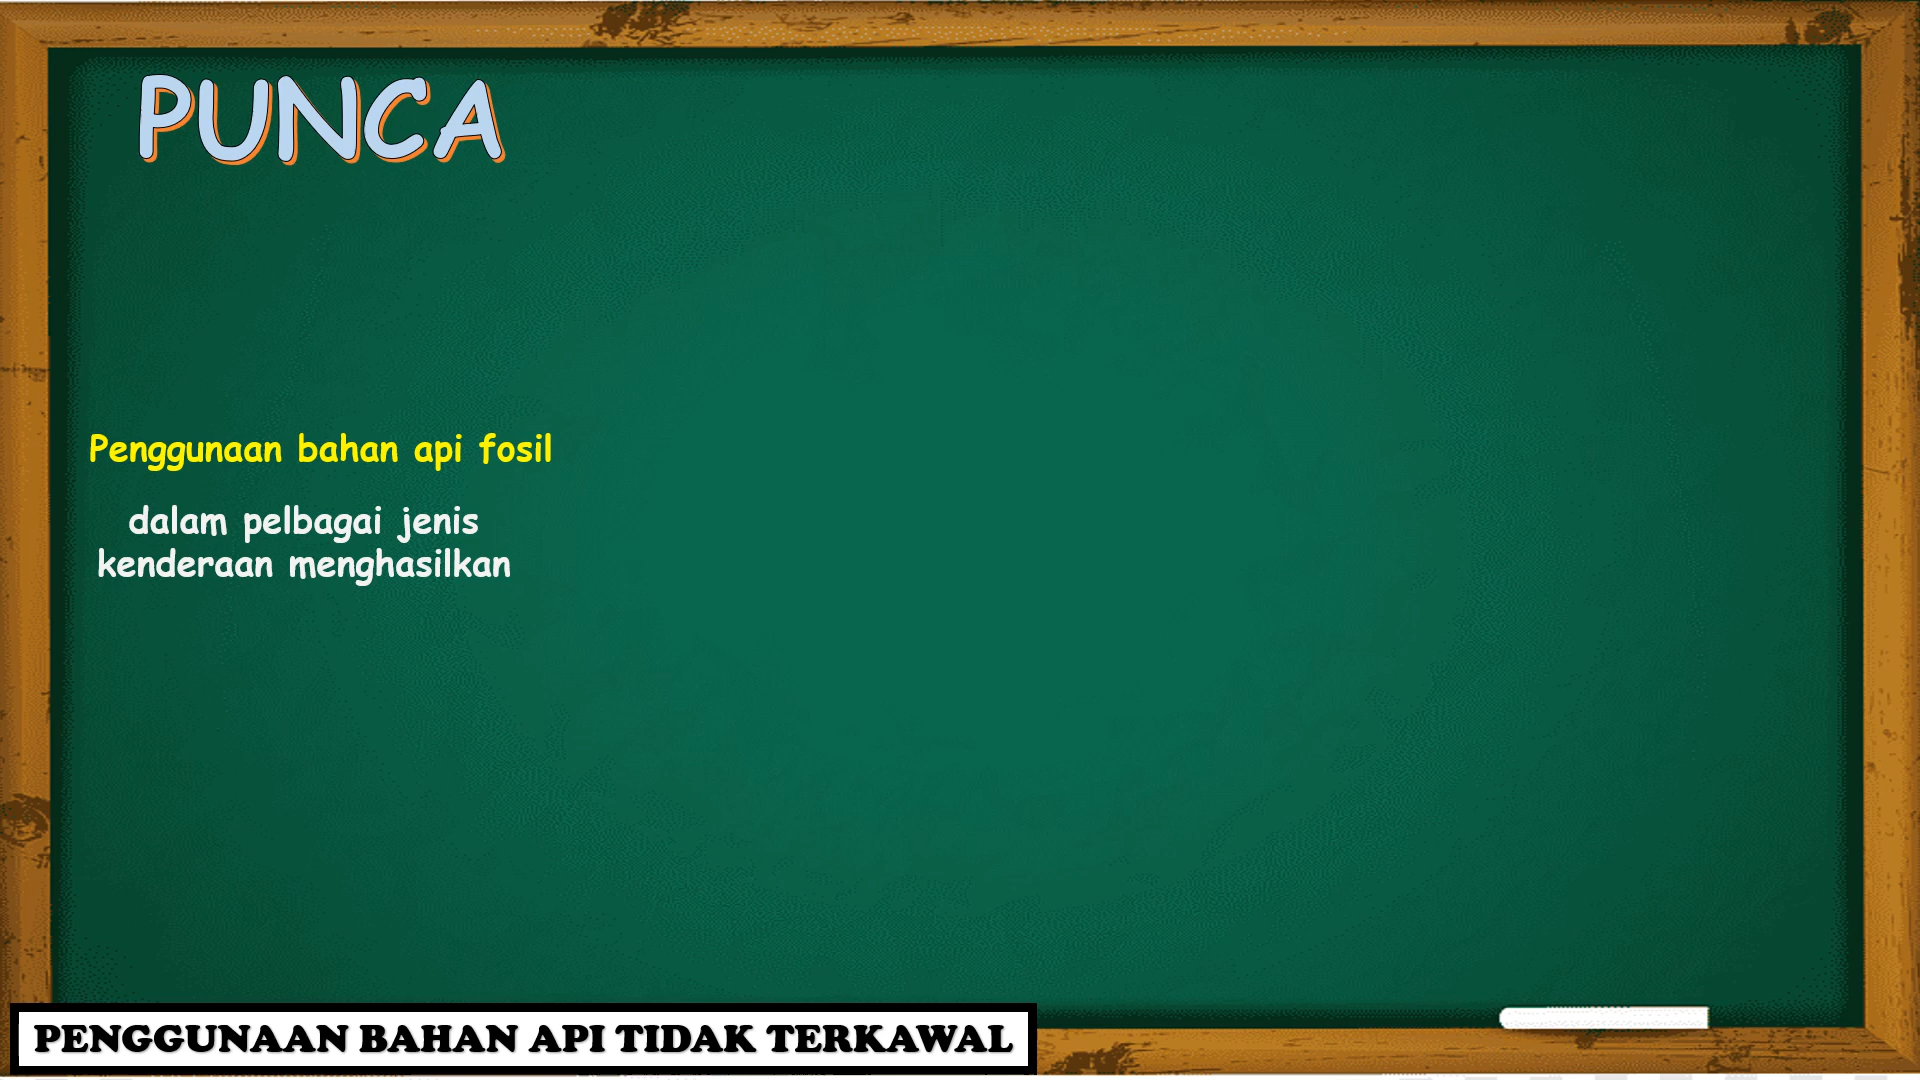 PUNCA
Penggunaan bahan api fosil
dalam pelbagai jenis
kenderaan menghasilkan
PENGGUNAAN BAHAN API TIDAK TERKAWAL